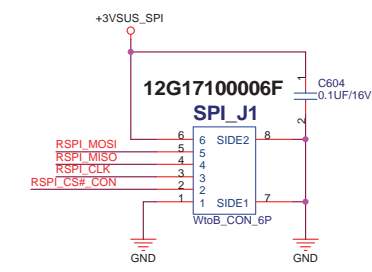 +3VSUS_SPI
12G17100006F
SPI_J1
1
C604
0.1UF/16V
2
6 6 SIDE2 8
RSPI_MOSI 5 5
RSPI_MISO 4 4
RSPI_CLK 3 3
RSPI_CS#_CON 2 2
1 1 SIDE1 7
WtoB_CON_6P
GND GND